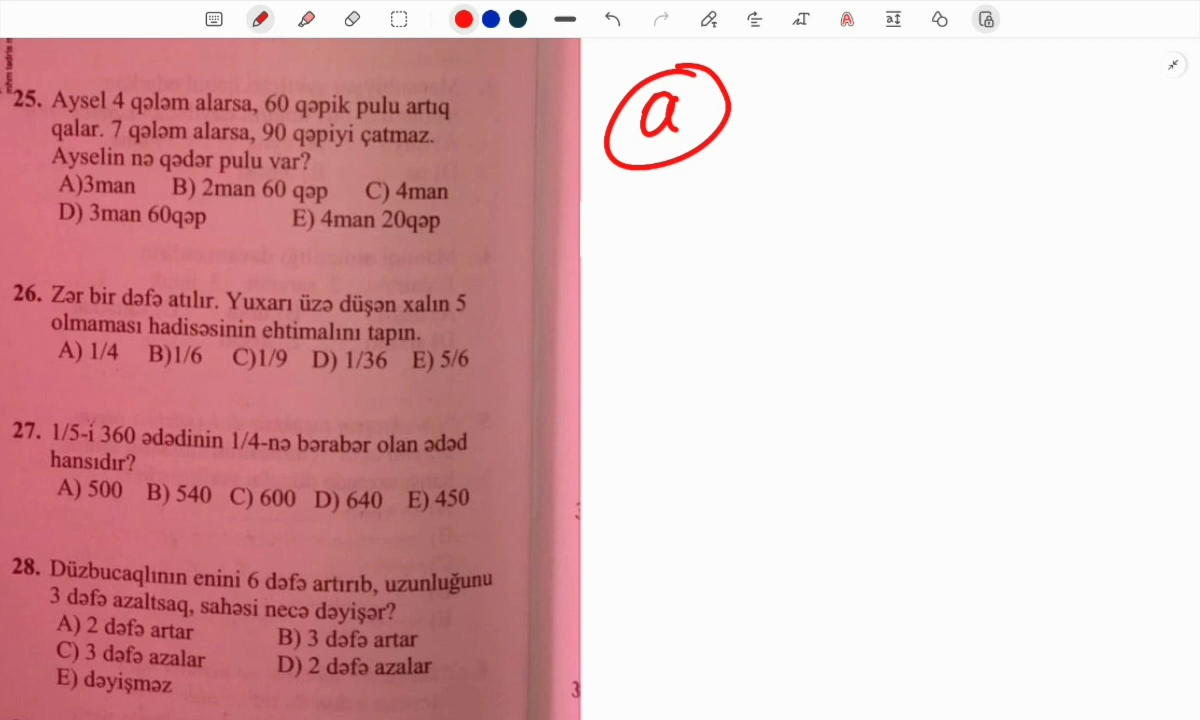 25. Aysel 4 qələm alarsa, 60 qəpik pulu artıq
qalar. 7 qələm alarsa, 90 qəpiyi çatmaz.
Ayselin nə qədər pulu var?
A)3man B) 2man 60 qəp C) 4man
D) 3man 60qəp E) 4man 20qəp
26. Zər bir dəfə atılır. Yuxarı üzə düşən xalın 5
olmaması hadisəsinin ehtimalını tapın.
A) 1/4 B)1/6 C)1/9 D) 1/36 E) 5/6
27. 1/5-i 360 ədədinin 1/4-nə bərabər olan ədəd
hansıdır?
A) 500 B) 540 C) 600 D) 640 E) 450
28. Düzbucaqlının enini 6 dəfə artırıb, uzunluğunu
3 dəfə azaltsaq, sahəsi necə dəyişər?
A) 2 dəfə artar B) 3 dəfə artar
C) 3 dəfə azalar D) 2 dəfə azalar
E) dəyişməz
a